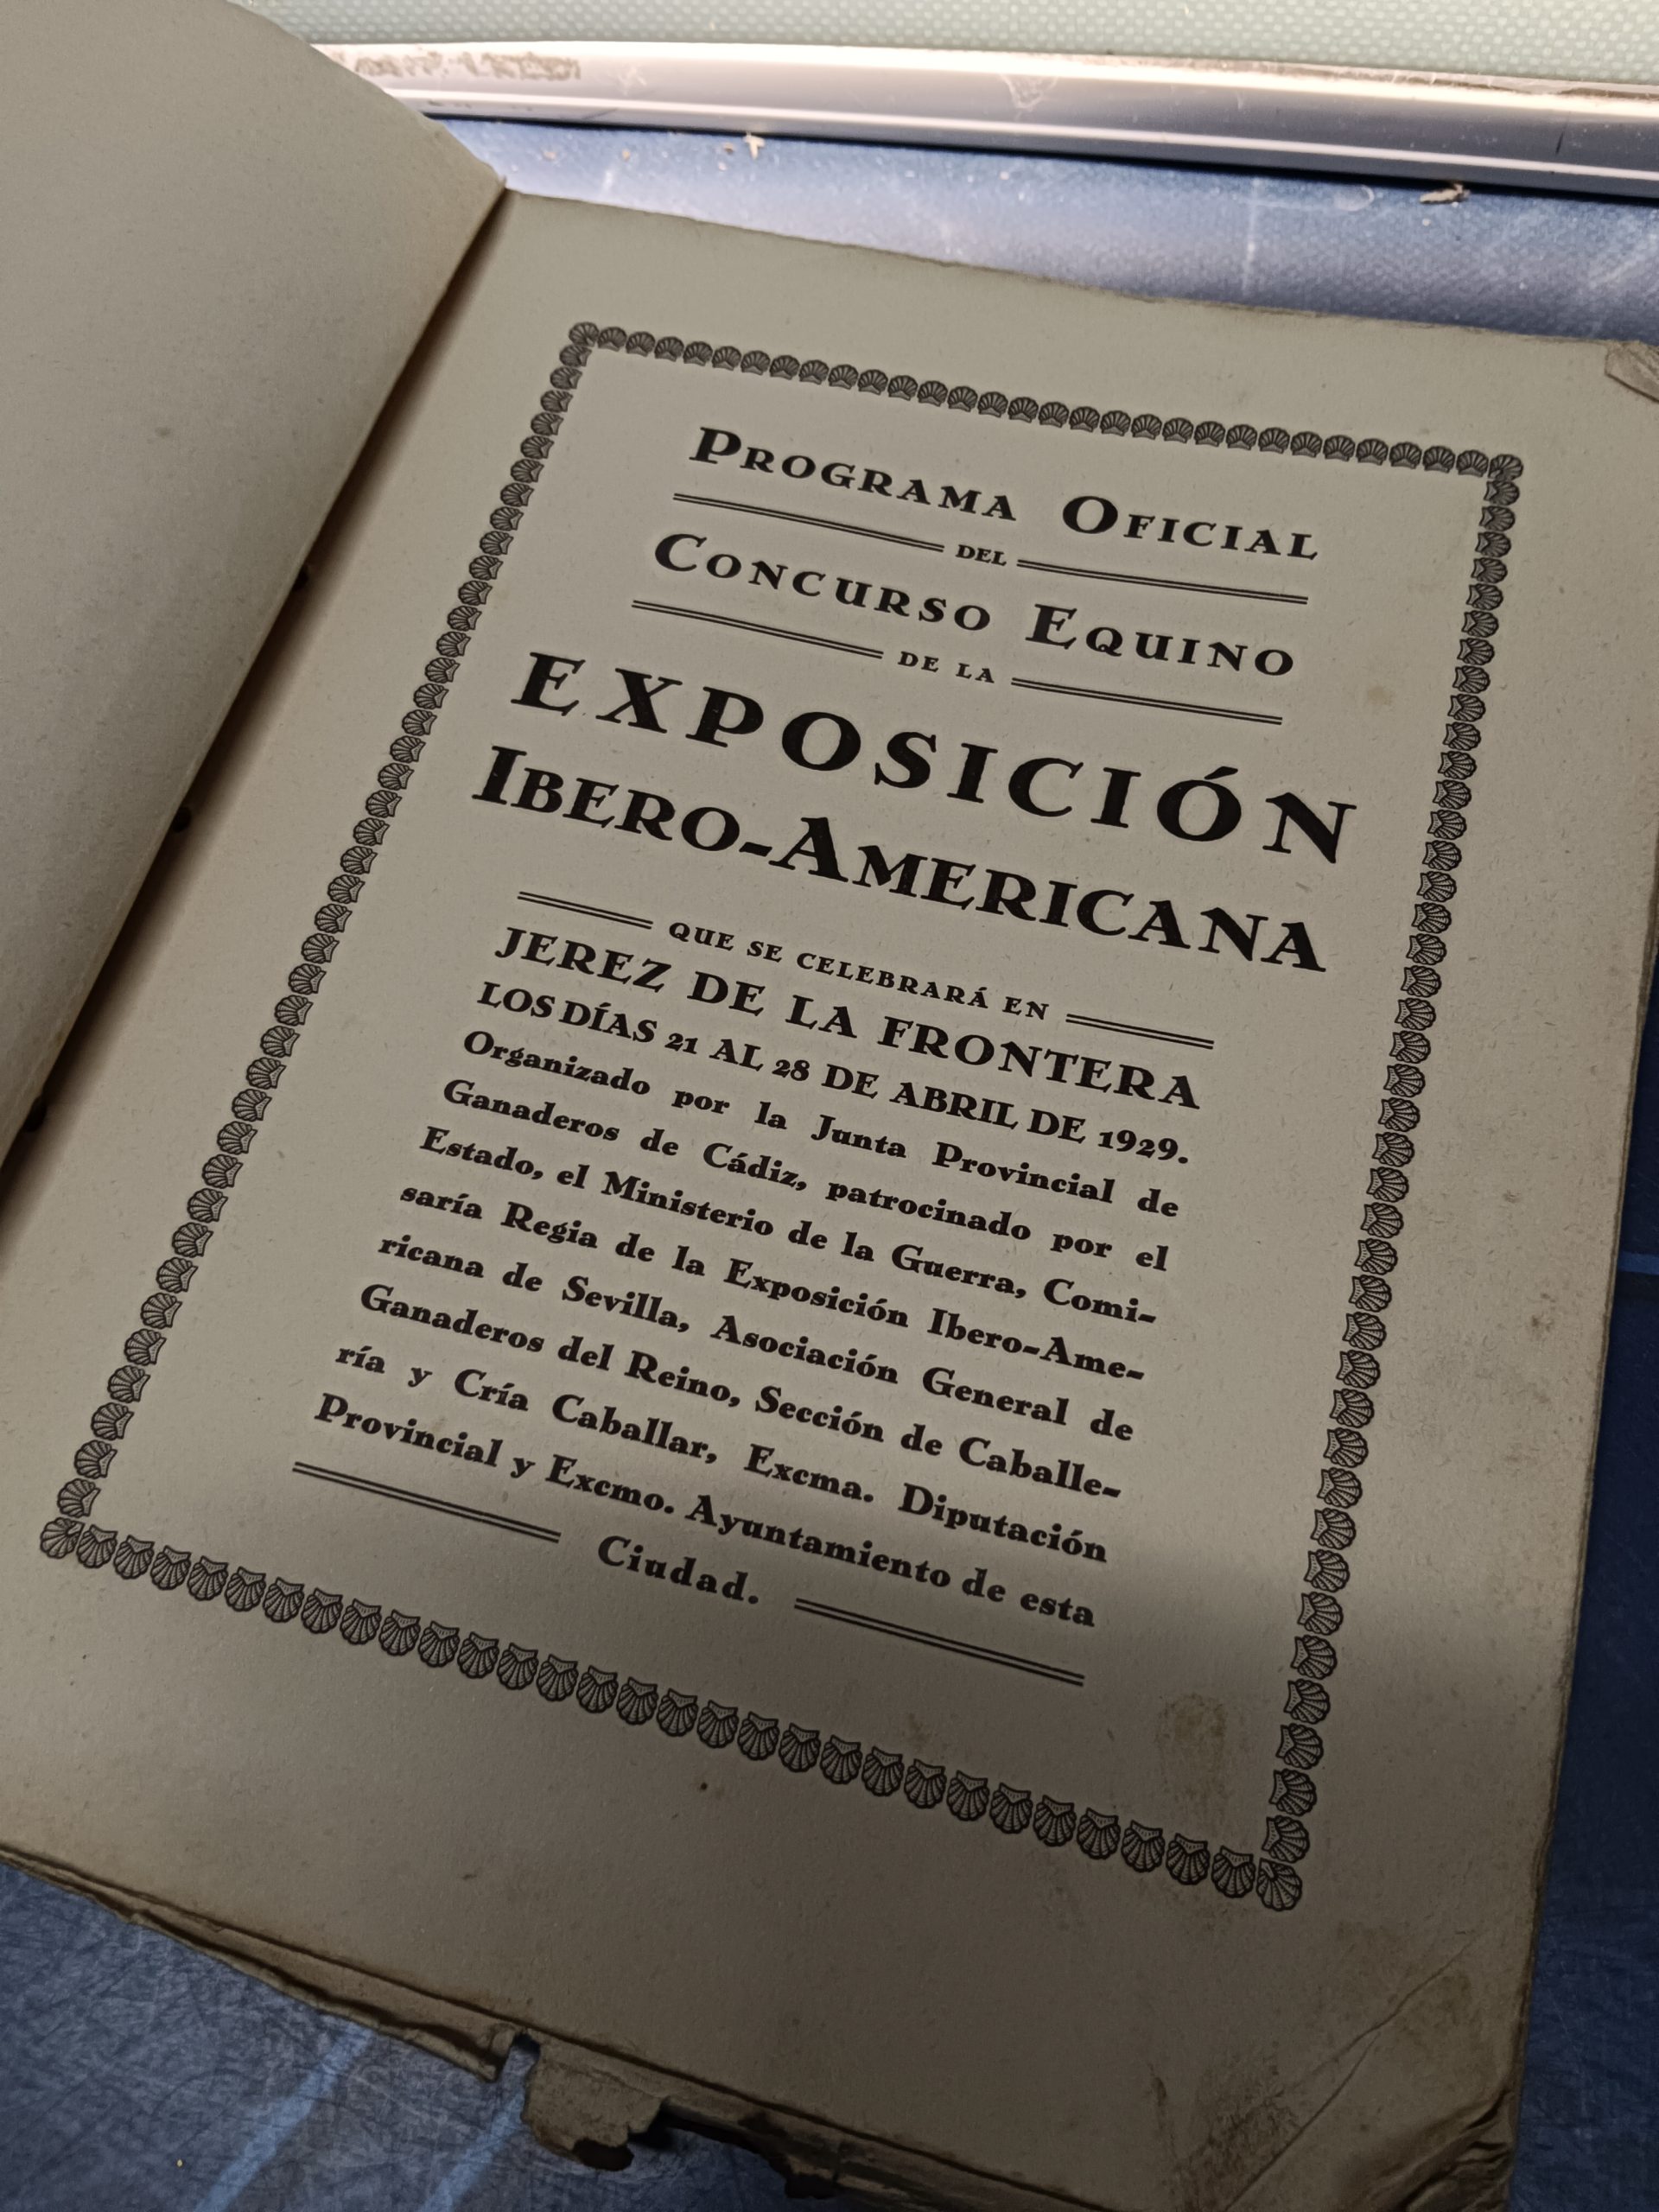 PROGRAMA OFICIAL
DEL
CONCURSO EQUINO
DE LA
EXPOSICIÓN
IBERO-AMERICANA
QUE SE CELEBRARÁ EN
JEREZ DE LA FRONTERA
LOS DÍAS 21 AL 28 DE ABRIL DE 1929.
Organizado por la Junta Provincial de
Ganaderos de Cádiz, patrocinado por el
Estado, el Ministerio de la Guerra, Comi-
saría Regia de la Exposición Ibero-Ame-
ricana de Sevilla, Asociación General de
Ganaderos del Reino, Sección de Caballe-
ría y Cría Caballar, Excma. Diputación
Provincial y Excmo. Ayuntamiento de esta
Ciudad.